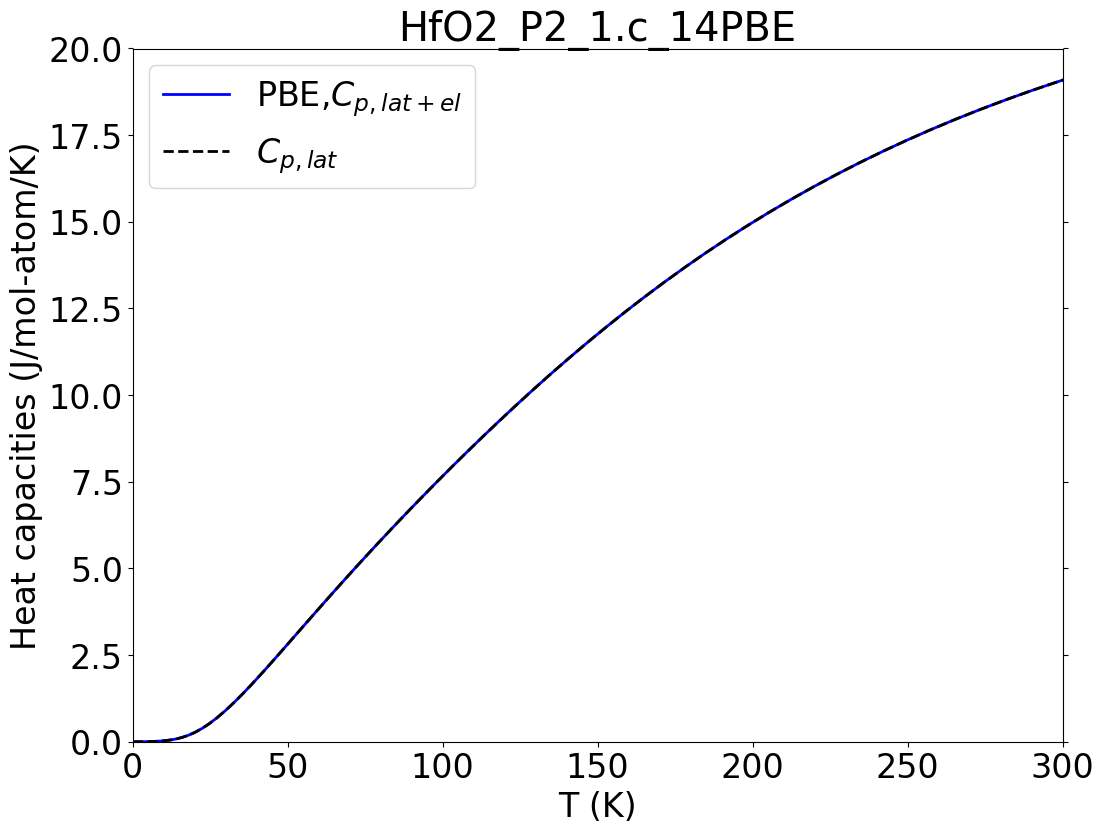 HfO2_P2_1.c_14PBE
20.0
17.5
15.0
12.5
10.0
7.5
5.0
2.5
0.0
Heat capacities (J/mol-atom/K)
PBE,C_{p,lat+el}
C_{p,lat}
0 50 100 150 200 250 300
T (K)